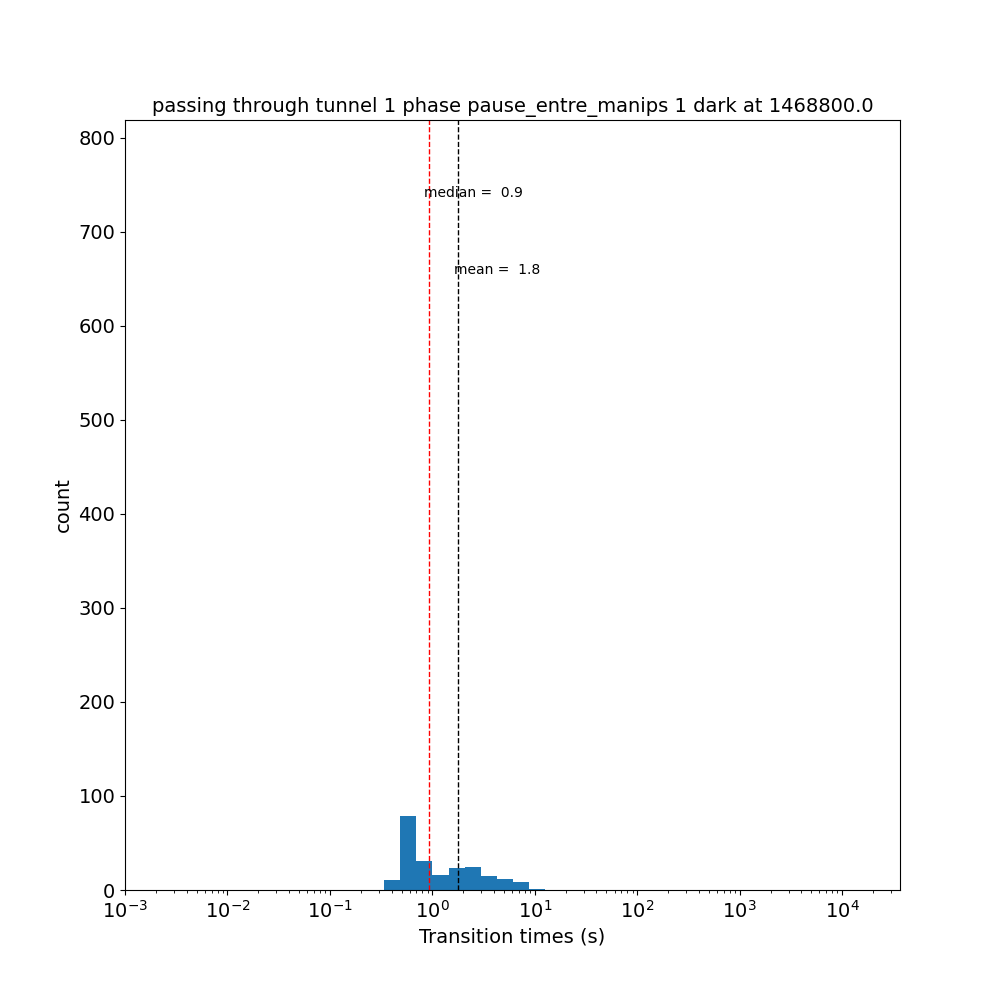 passing through tunnel 1 phase pause_entre_manips 1 dark at 1468800.0
800
median =  0.9
700
mean =  1.8
600
500
count
400
300
200
100
0
10⁻³ 10⁻² 10⁻¹ 10⁰ 10¹ 10² 10³ 10⁴
Transition times (s)